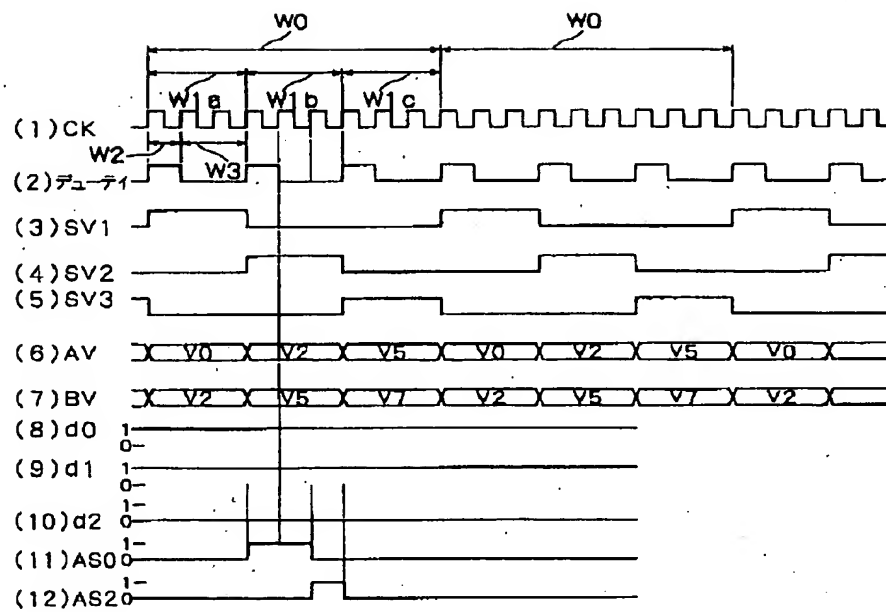 W0 W0
W1a W1b W1c
(1)CK
W2 W3
(2)デューティ
(3)SV1
(4)SV2
(5)SV3
(6)AV V0 V2 V5 V0 V2 V5 V0
(7)BV V2 V5 V7 V2 V5 V7 V2
(8)d0 1 0
(9)d1 1 0
(10)d2 1 0
(11)AS0 1 0
(12)AS2 1 0